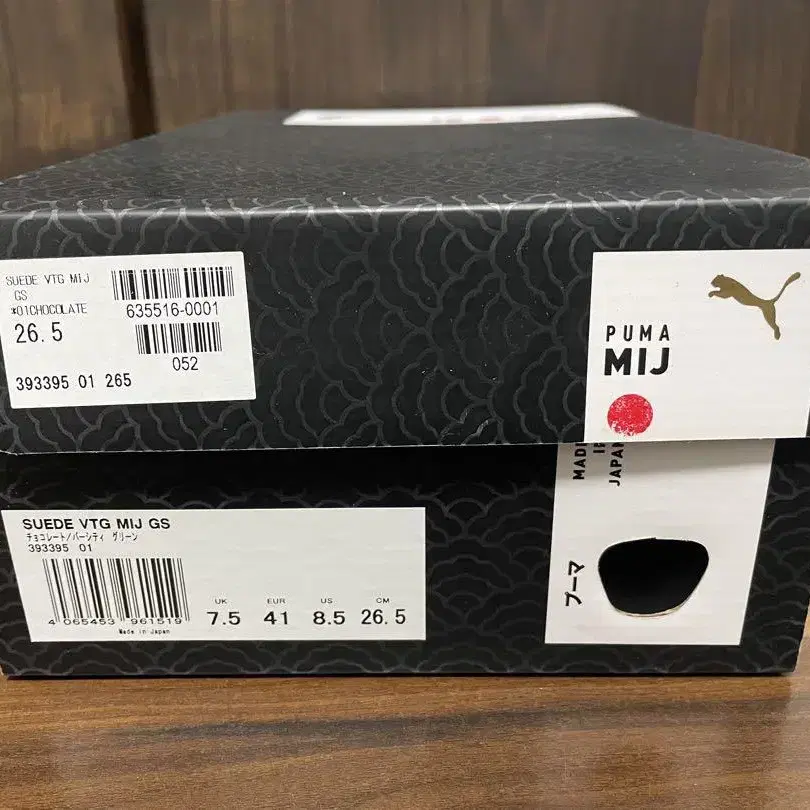 SUEDE VTG MIJ
GS
*01CHOCOLATE
635516-0001
26.5
052
393395 01 265
PUMA
MIJ
MADE
JAPAN
プーマ
SUEDE VTG MIJ GS
チョコレート/バーシティ グリーン
393395 01
4 065453 961519
Made in Japan
UK EUR US CM
7.5 41 8.5 26.5